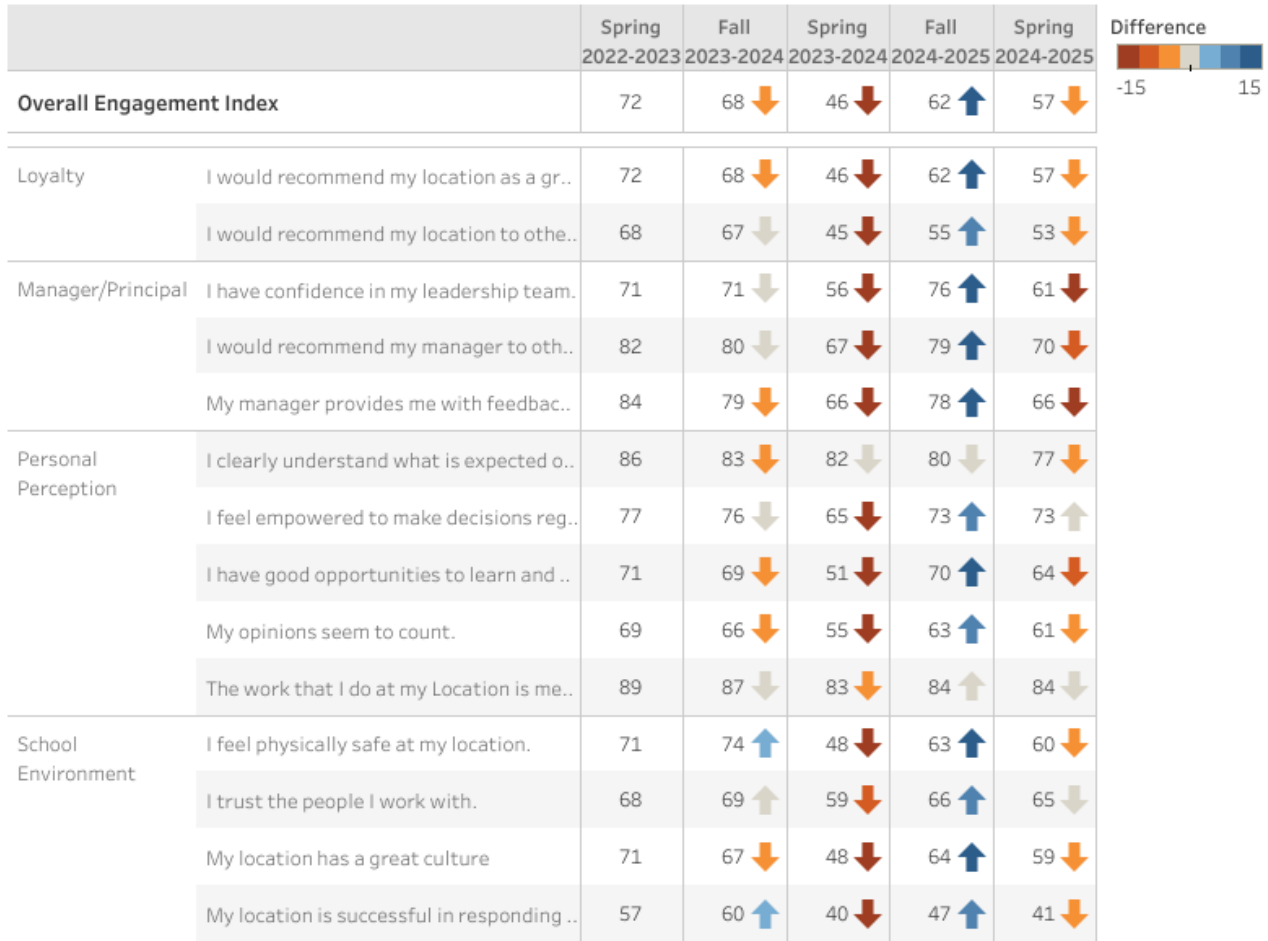 Spring Fall Spring Fall Spring Difference
2022-2023 2023-2024 2023-2024 2024-2025 2024-2025
-15 15
Overall Engagement Index 72 68 46 62 57
Loyalty I would recommend my location as a gr.. 72 68 46 62 57
I would recommend my location to othe.. 68 67 45 55 53
Manager/Principal I have confidence in my leadership team. 71 71 56 76 61
I would recommend my manager to oth.. 82 80 67 79 70
My manager provides me with feedbac.. 84 79 66 78 66
Personal I clearly understand what is expected o.. 86 83 82 80 77
Perception
I feel empowered to make decisions reg.. 77 76 65 73 73
I have good opportunities to learn and .. 71 69 51 70 64
My opinions seem to count. 69 66 55 63 61
The work that I do at my Location is me.. 89 87 83 84 84
School I feel physically safe at my location. 71 74 48 63 60
Environment
I trust the people I work with. 68 69 59 66 65
My location has a great culture 71 67 48 64 59
My location is successful in responding .. 57 60 40 47 41